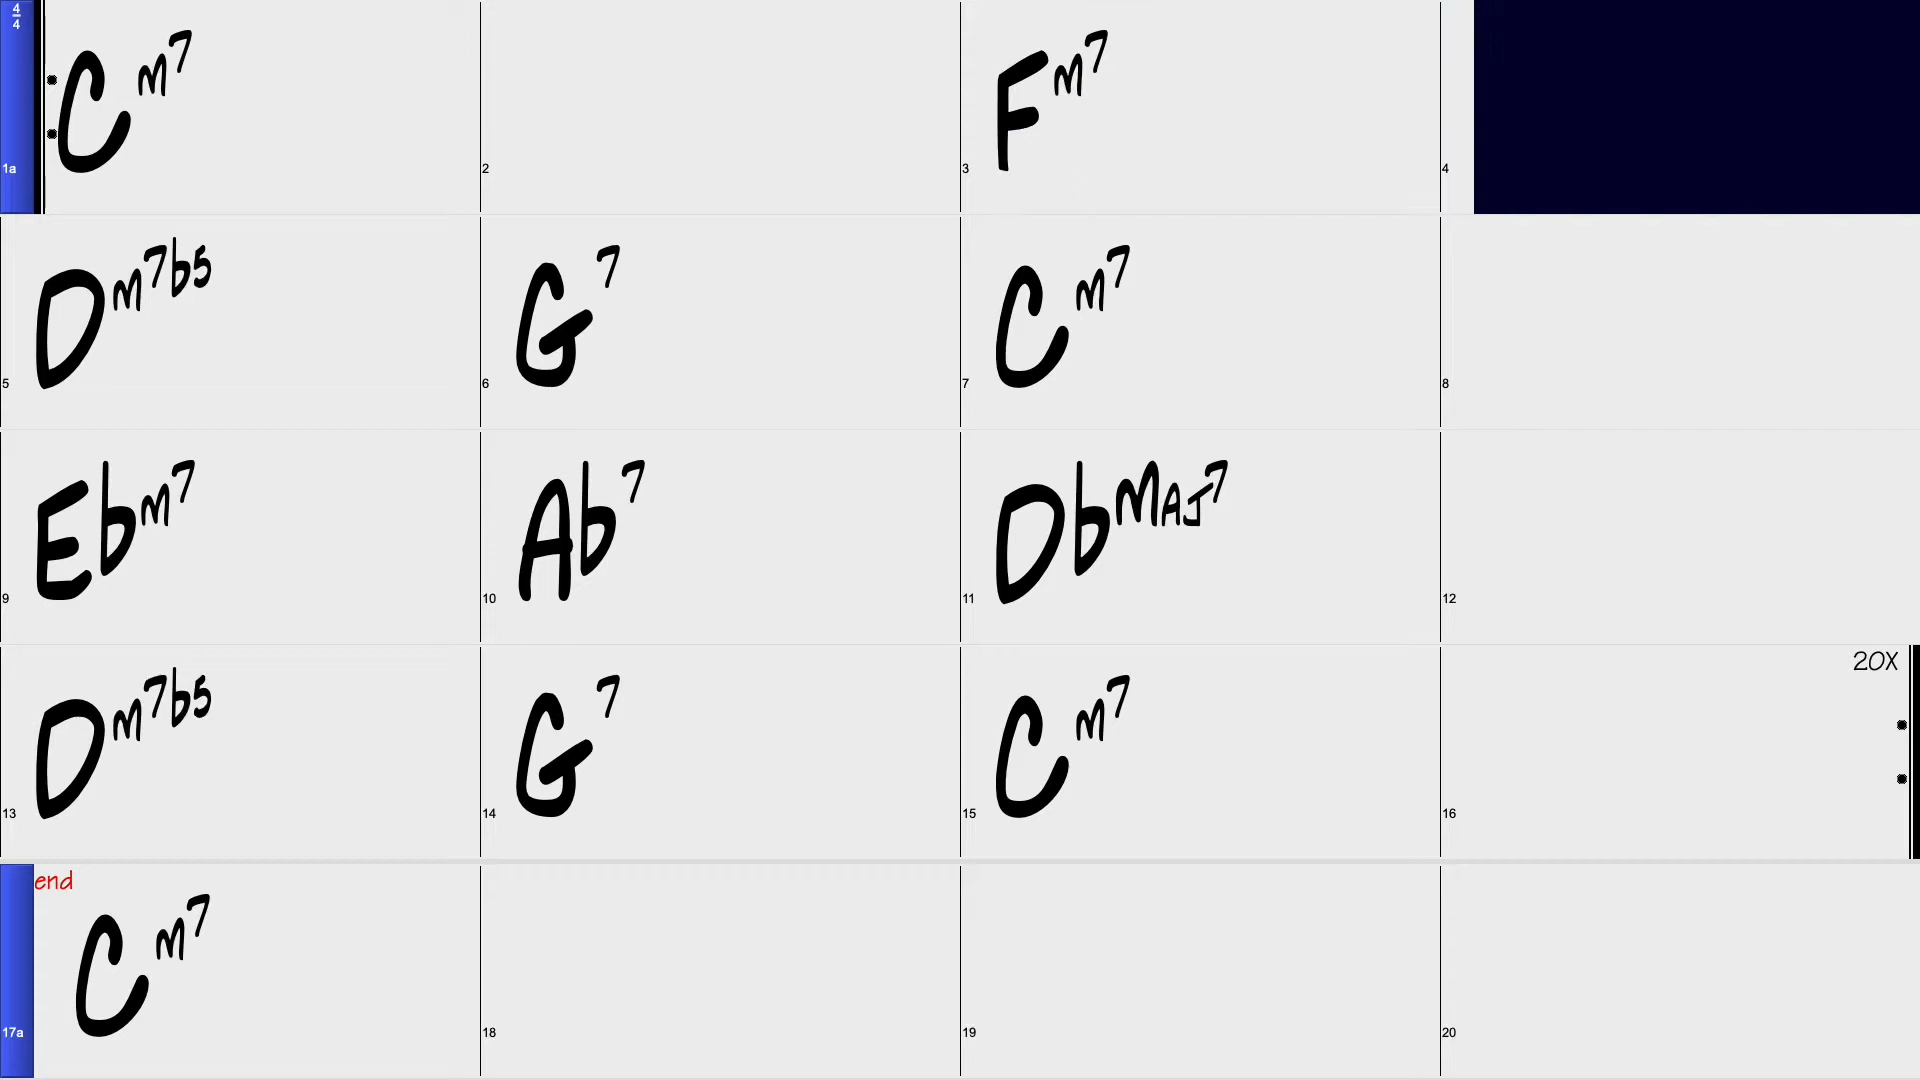 4/4
1a Cm7 2 3 Fm7 4
5 Dm7b5 6 G7 7 Cm7 8
9 Ebm7 10 Ab7 11 DbMAJ7 12
20X
13 Dm7b5 14 G7 15 Cm7 16
end
17a Cm7 18 19 20